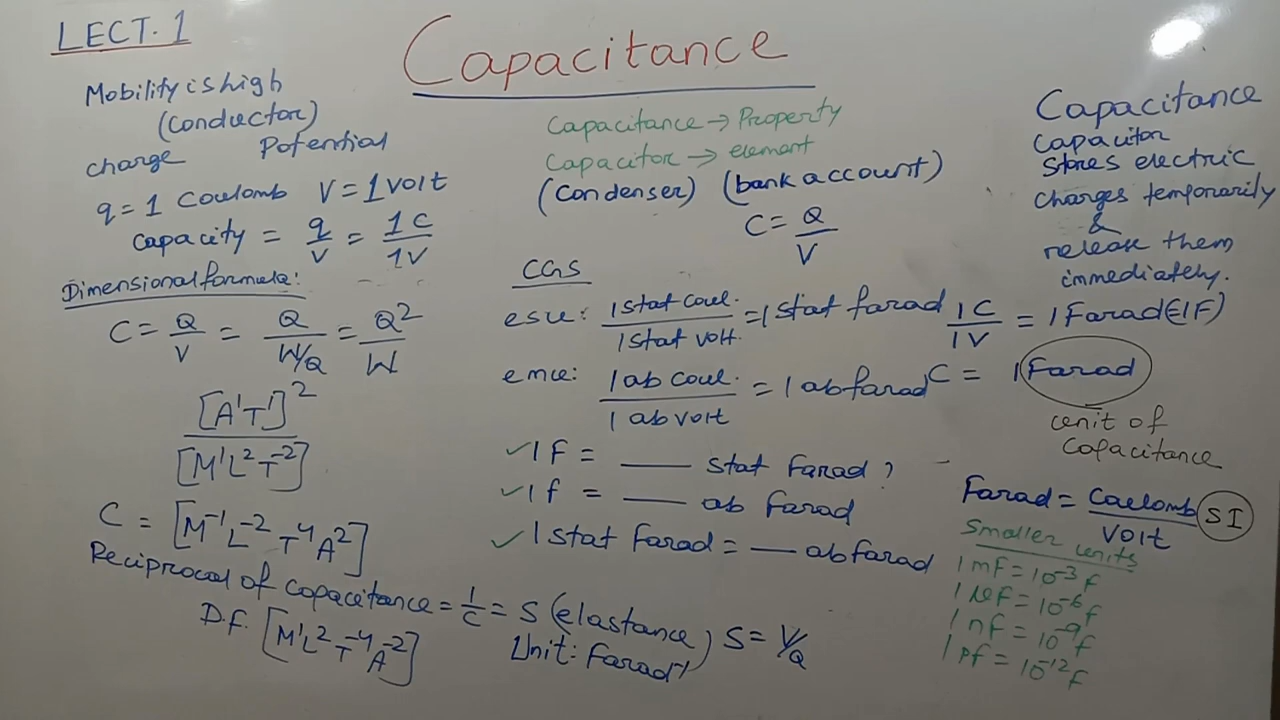 LECT. 1
Capacitance
Mobility is high
(conductor)
charge Potential
q = 1 Coulomb V = 1 volt
Capacity = q/V = 1C/1V
Dimensional formula:
C = Q/V = Q/W/Q = Q²/W
[A¹T¹]²/[M¹L²T⁻²]
C = [M⁻¹L⁻²T⁴A²]
Reciprocal of capacitance = 1/C = S (elastance) S = V/Q
D.f. [M¹L²T⁻⁴A⁻²] Unit: Farad⁻¹
Capacitance → Property
Capacitor → element
(Condenser) (bank account)
C = Q/V
CGS
esu: 1 stat coul./1 stat volt. = 1 stat farad
emu: 1 ab coul./1 ab volt = 1 ab farad
✓ 1 F = ___ stat Farad?
✓ 1 f = ___ ab Farad
✓ 1 stat Farad = ___ ab farad
Capacitance
Capacitor
Stores electric
charges temporarily
&
release them
immediately.
1C/1V = 1 Farad (1F)
C = 1 Farad
unit of
Capacitance
Farad = Coulomb/Volt (SI)
Smaller units
1 mf = 10⁻³ f
1 μf = 10⁻⁶ f
1 nf = 10⁻⁹ f
1 pf = 10⁻¹² f